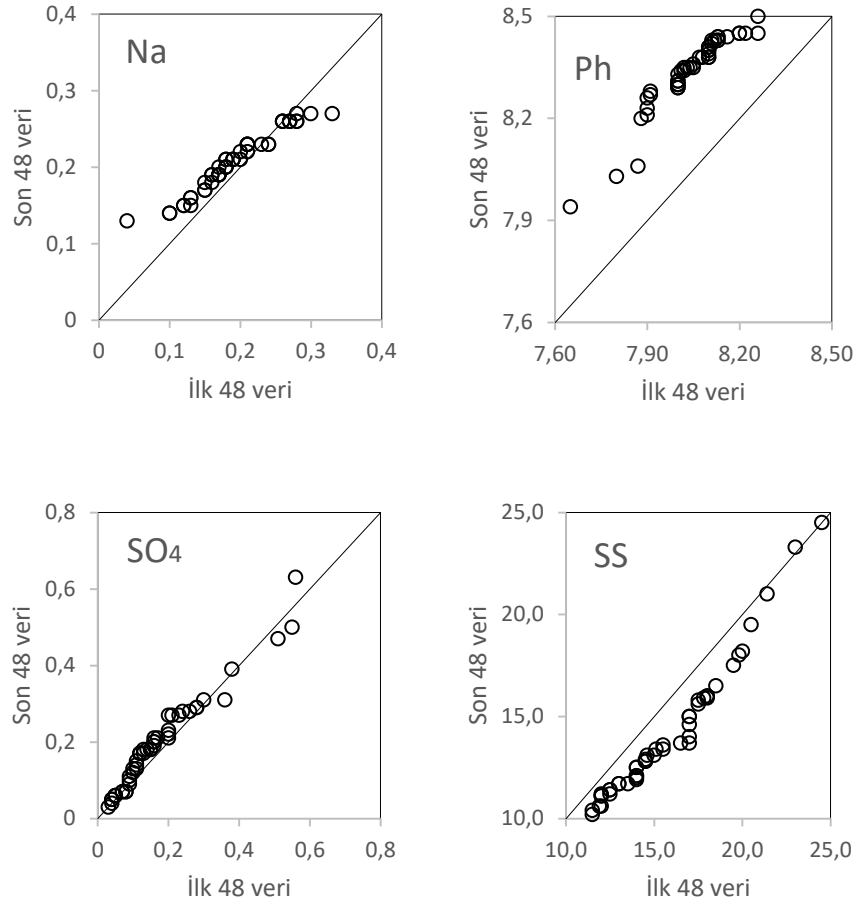 Na
Son 48 veri
0,4
0,3
0,2
0,1
0
0 0,1 0,2 0,3 0,4
İlk 48 veri
Ph
Son 48 veri
8,5
8,2
7,9
7,6
7,60 7,90 8,20 8,50
İlk 48 veri
SO4
Son 48 veri
0,8
0,6
0,4
0,2
0
0 0,2 0,4 0,6 0,8
İlk 48 veri
SS
Son 48 veri
25,0
20,0
15,0
10,0
10,0 15,0 20,0 25,0
İlk 48 veri